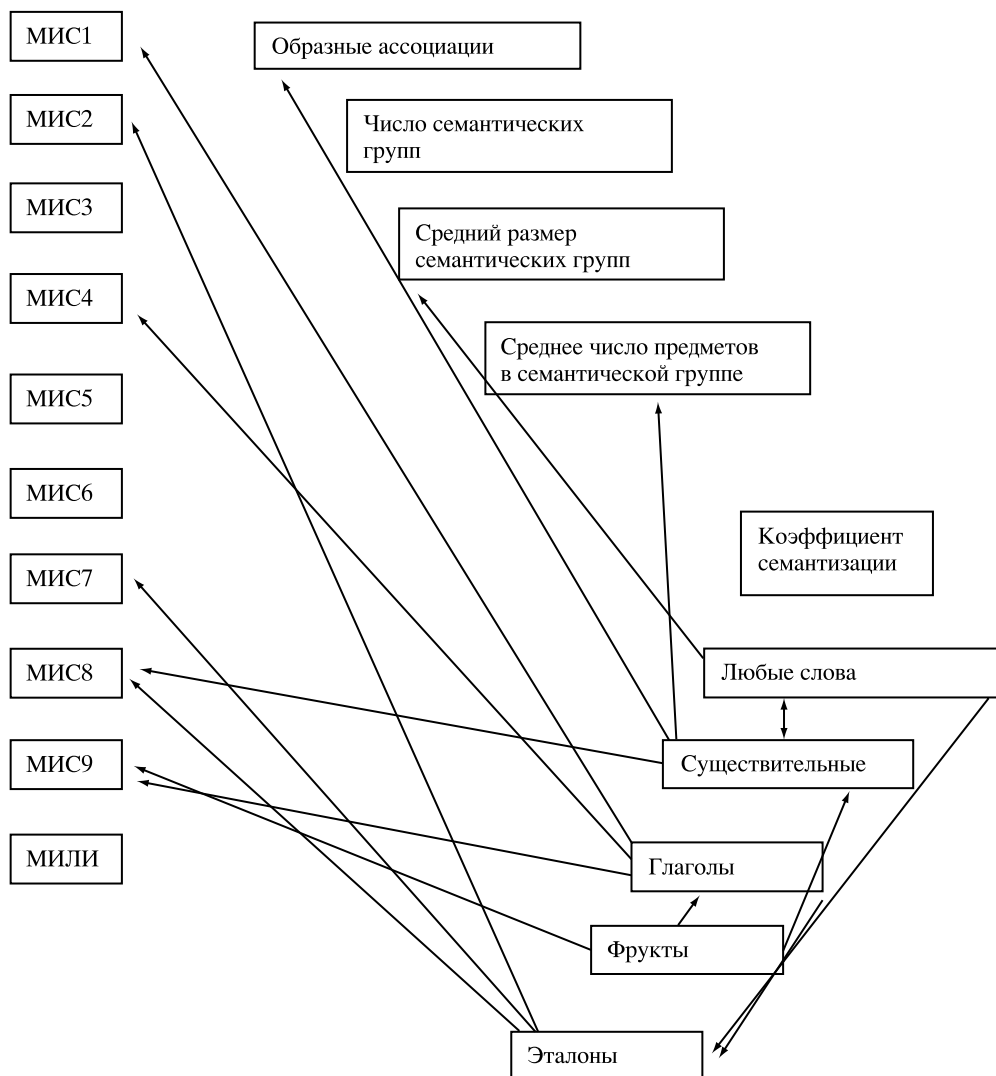 МИС1
Образные ассоциации
МИС2
Число семантических
групп
МИС3
Средний размер
семантических групп
МИС4
Среднее число предметов
в семантической группе
МИС5
МИС6
Коэффициент
семантизации
МИС7
МИС8
Любые слова
МИС9
Существительные
МИЛИ
Глаголы
Фрукты
Эталоны